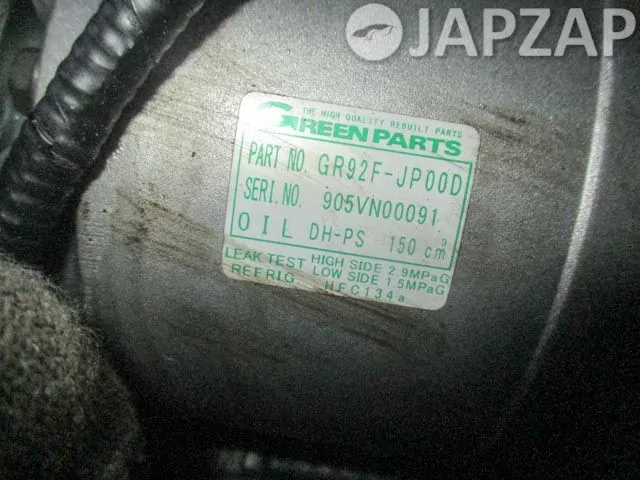 JAPZAP
THE HIGH QUALITY REBUILT PARTS
GREEN PARTS
PART NO. GR92F-JP00D
SERI.NO. 905VN00091
OIL DH-PS 150 cm³
LEAK TEST HIGH SIDE 2.9MPaG
LOW SIDE 1.5MPaG
REFRIG. HFC134a